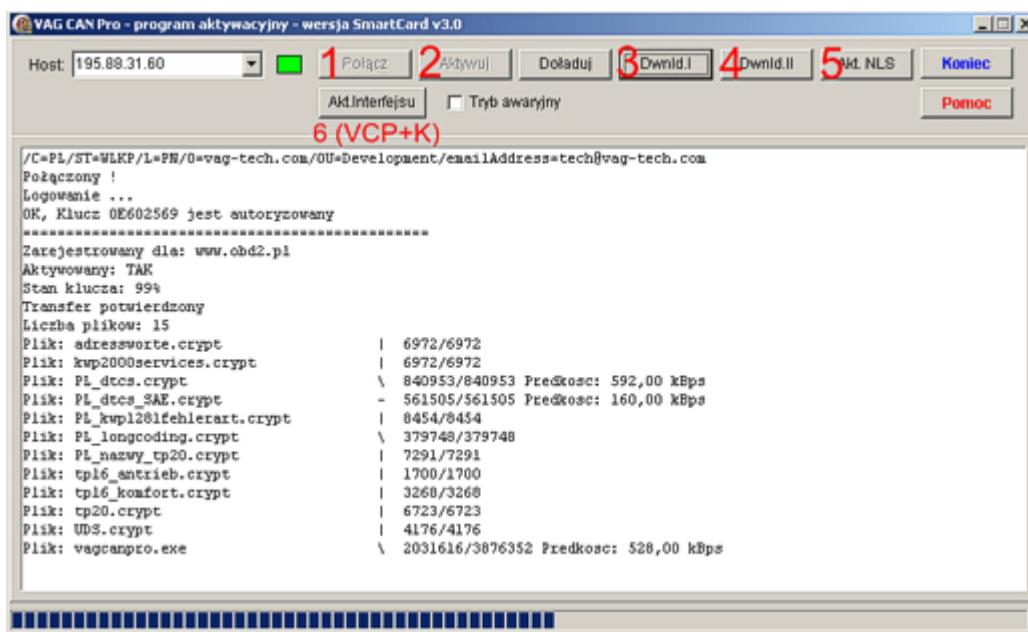 VAG CAN Pro - program aktywacyjny - wersja SmartCard v3.0
Host: 195.88.31.60 1 Połącz 2 Aktywuj Doładuj 3 Dwnld.I 4 Dwnld.II 5 Akt. NLS Koniec
Akt.Interfejsu Tryb awaryjny Pomoc
6 (VCP+K)
/C=PL/ST=WLKP/L=PN/O=vag-tech.com/OU=Development/emailAddress=tech@vag-tech.com
Połączony !
Logowanie ...
OK, Klucz 0E602569 jest autoryzowany
================================================
Zarejestrowany dla: www.obd2.pl
Aktywowany: TAK
Stan klucza: 99%
Transfer potwierdzony
Liczba plikow: 15
Plik: adressworte.crypt | 6972/6972
Plik: kwp2000services.crypt | 6972/6972
Plik: PL_dtcs.crypt \ 840953/840953 Predkosc: 592,00 kBps
Plik: PL_dtcs_SAE.crypt - 561505/561505 Predkosc: 160,00 kBps
Plik: PL_kwp1281fehlerart.crypt | 8454/8454
Plik: PL_longcoding.crypt \ 379748/379748
Plik: PL_nazwy_tp20.crypt | 7291/7291
Plik: tp16_antrieb.crypt | 1700/1700
Plik: tp16_komfort.crypt | 3268/3268
Plik: tp20.crypt | 6723/6723
Plik: UDS.crypt | 4176/4176
Plik: vagcanpro.exe \ 2031616/3876352 Predkosc: 528,00 kBps